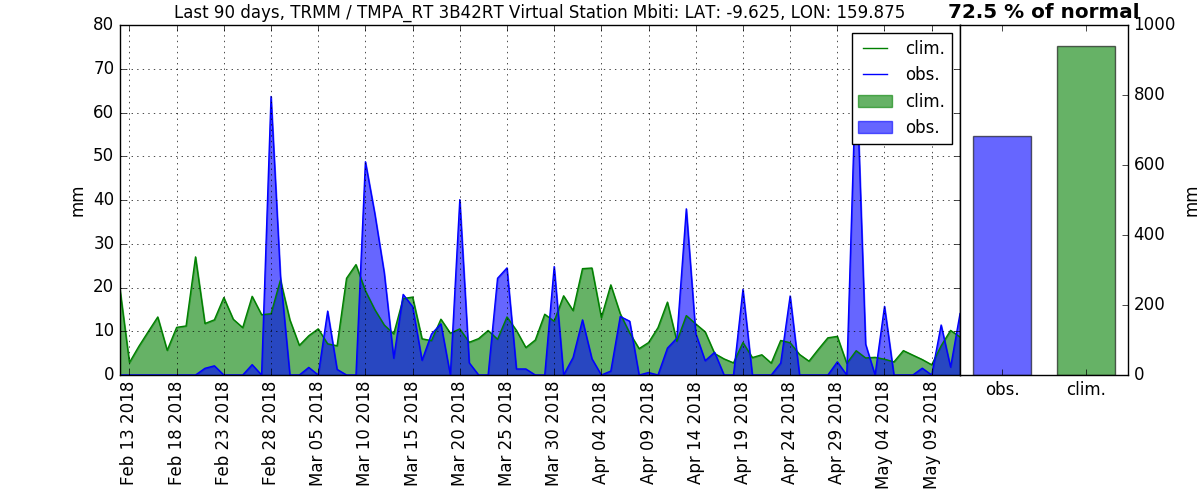 Last 90 days, TRMM / TMPA_RT 3B42RT Virtual Station Mbiti: LAT: -9.625, LON: 159.875
72.5 % of normal
80
70
60
50
40
30
20
10
0
mm
clim.
obs.
clim.
obs.
1000
800
600
400
200
0
mm
Feb 13 2018
Feb 18 2018
Feb 23 2018
Feb 28 2018
Mar 05 2018
Mar 10 2018
Mar 15 2018
Mar 20 2018
Mar 25 2018
Mar 30 2018
Apr 04 2018
Apr 09 2018
Apr 14 2018
Apr 19 2018
Apr 24 2018
Apr 29 2018
May 04 2018
May 09 2018
obs.
clim.